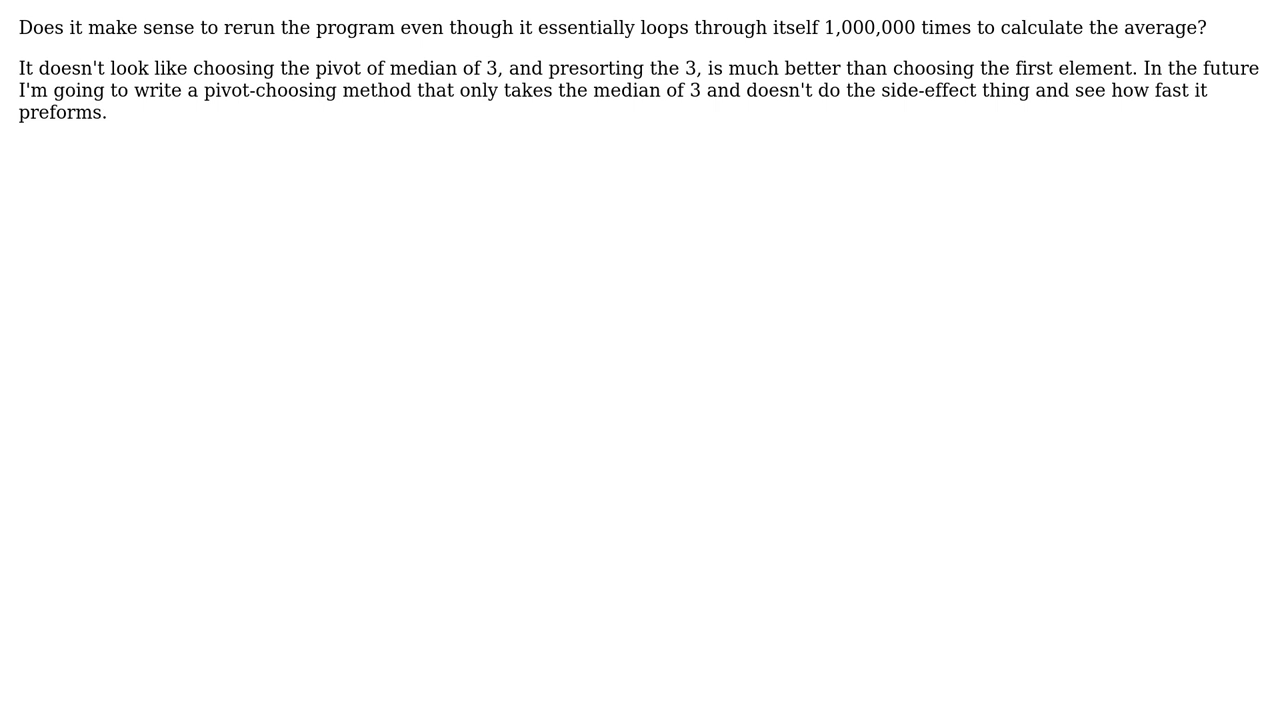 Does it make sense to rerun the program even though it essentially loops through itself 1,000,000 times to calculate the average?
It doesn't look like choosing the pivot of median of 3, and presorting the 3, is much better than choosing the first element. In the future
I'm going to write a pivot-choosing method that only takes the median of 3 and doesn't do the side-effect thing and see how fast it
preforms.